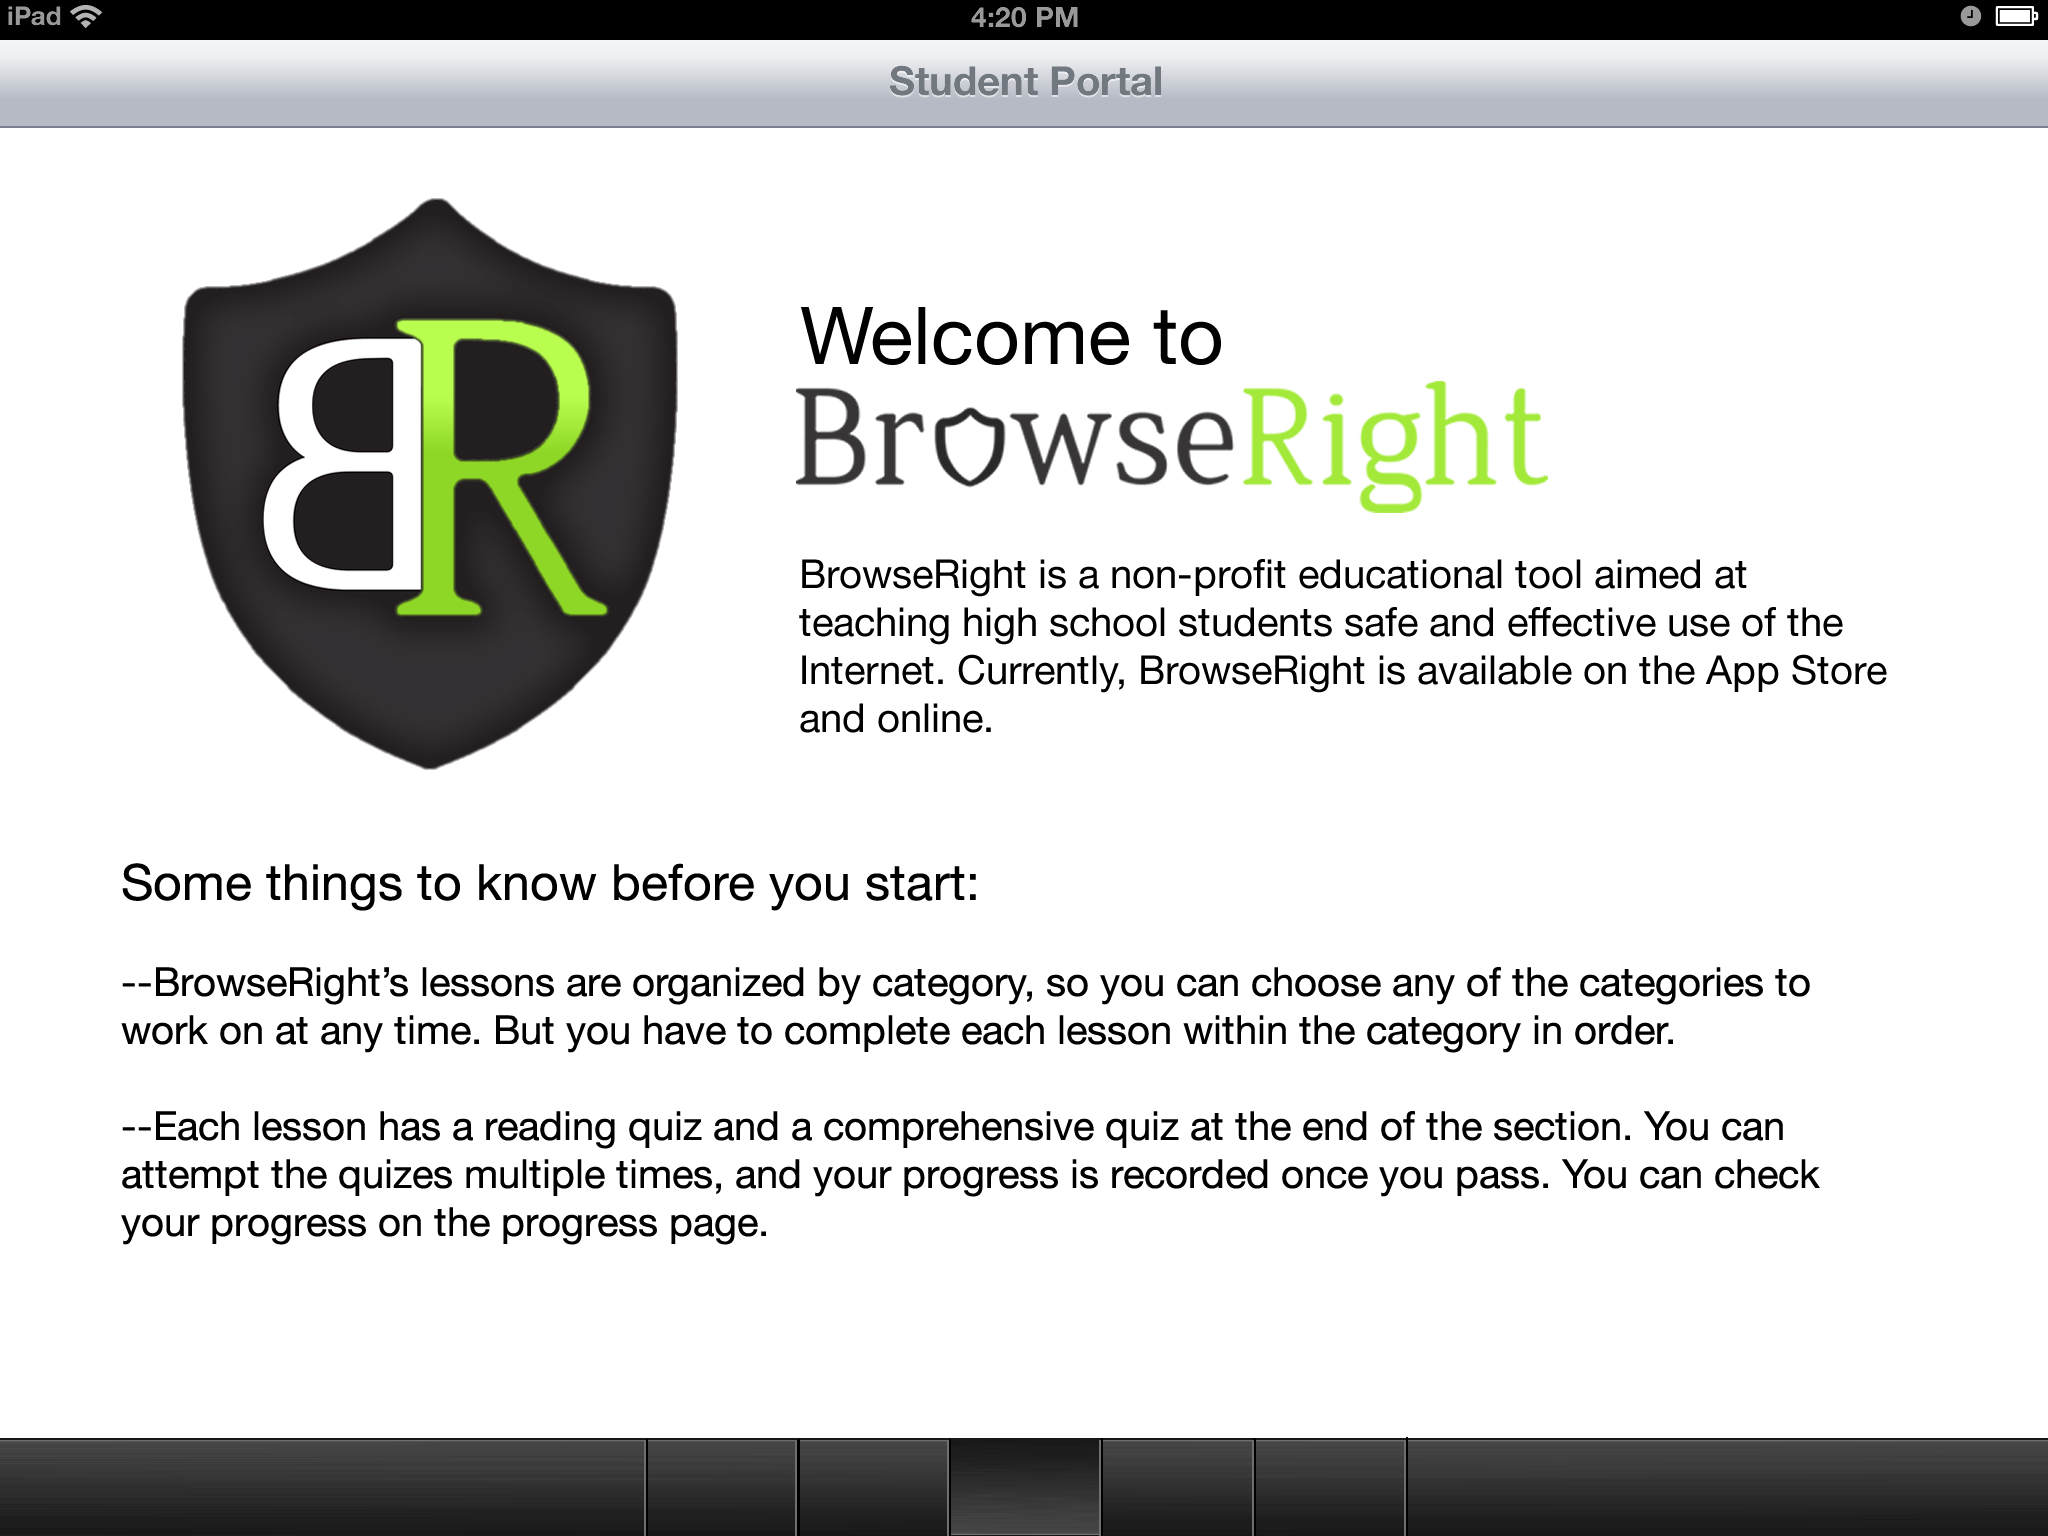 iPad
4:20 PM
Student Portal
BR
Welcome to
BrowseRight
BrowseRight is a non-profit educational tool aimed at
teaching high school students safe and effective use of the
Internet. Currently, BrowseRight is available on the App Store
and online.
Some things to know before you start:
--BrowseRight’s lessons are organized by category, so you can choose any of the categories to
work on at any time. But you have to complete each lesson within the category in order.
--Each lesson has a reading quiz and a comprehensive quiz at the end of the section. You can
attempt the quizes multiple times, and your progress is recorded once you pass. You can check
your progress on the progress page.